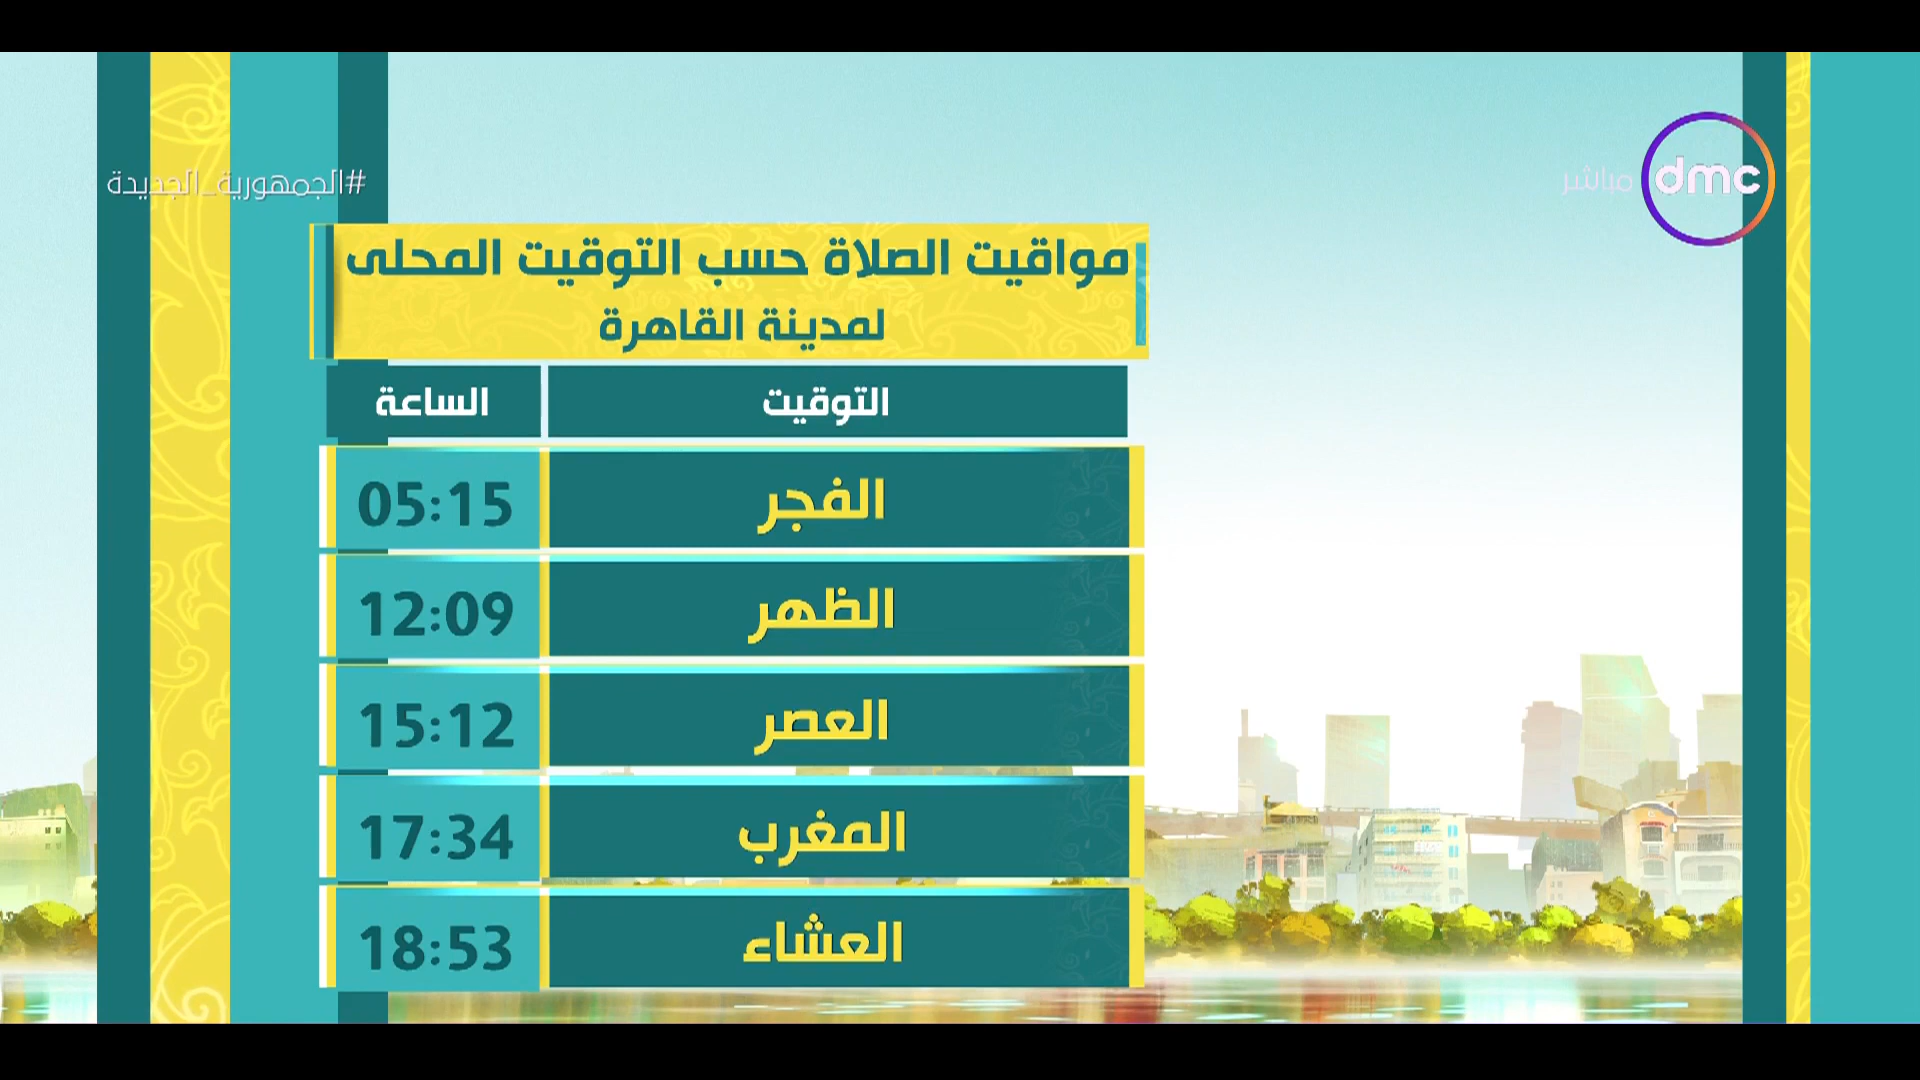 dmc مباشر
#الجمهورية_الجديدة
مواقيت الصلاة حسب التوقيت المحلى
لمدينة القاهرة
التوقيت الساعة
الفجر 05:15
الظهر 12:09
العصر 15:12
المغرب 17:34
العشاء 18:53